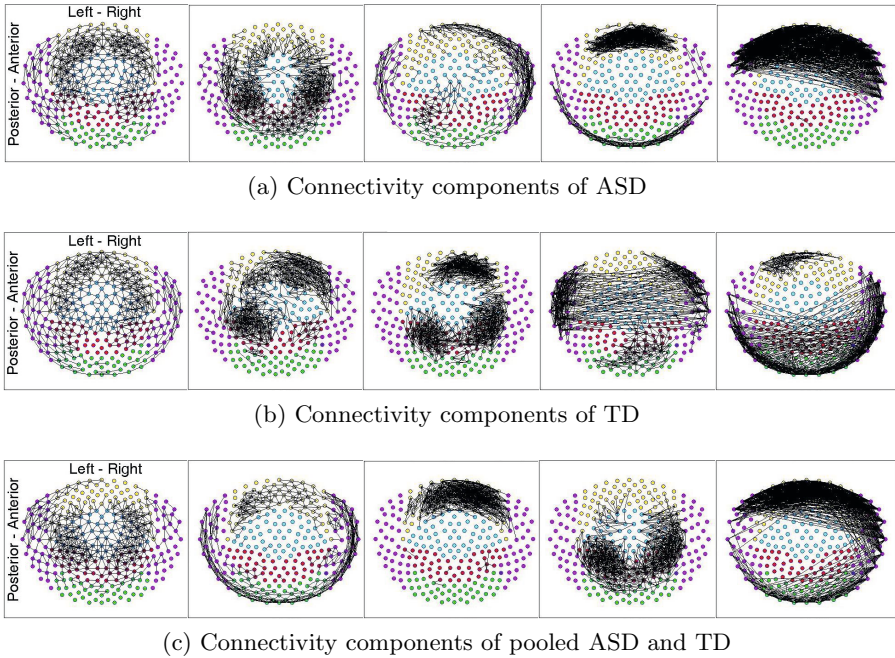 Left - Right
Posterior - Anterior
(a) Connectivity components of ASD
Left - Right
Posterior - Anterior
(b) Connectivity components of TD
Left - Right
Posterior - Anterior
(c) Connectivity components of pooled ASD and TD